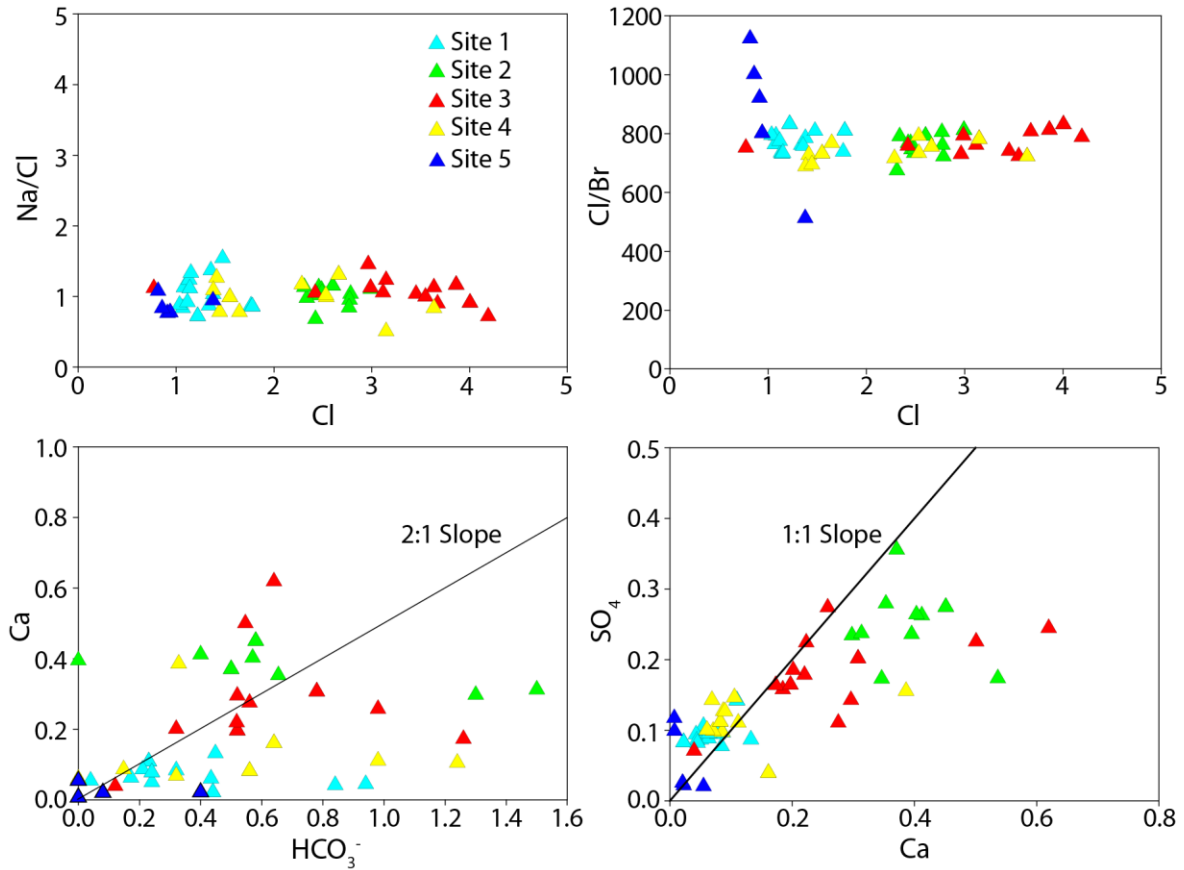 5
4
3
2
1
0
Na/Cl
0 1 2 3 4 5
Cl
Site 1
Site 2
Site 3
Site 4
Site 5
1200
1000
800
600
400
200
0
Cl/Br
0 1 2 3 4 5
Cl
1.0
0.8
0.6
0.4
0.2
0.0
Ca
2:1 Slope
0.0 0.2 0.4 0.6 0.8 1.0 1.2 1.4 1.6
HCO₃⁻
0.5
0.4
0.3
0.2
0.1
0.0
SO₄
1:1 Slope
0.0 0.2 0.4 0.6 0.8
Ca